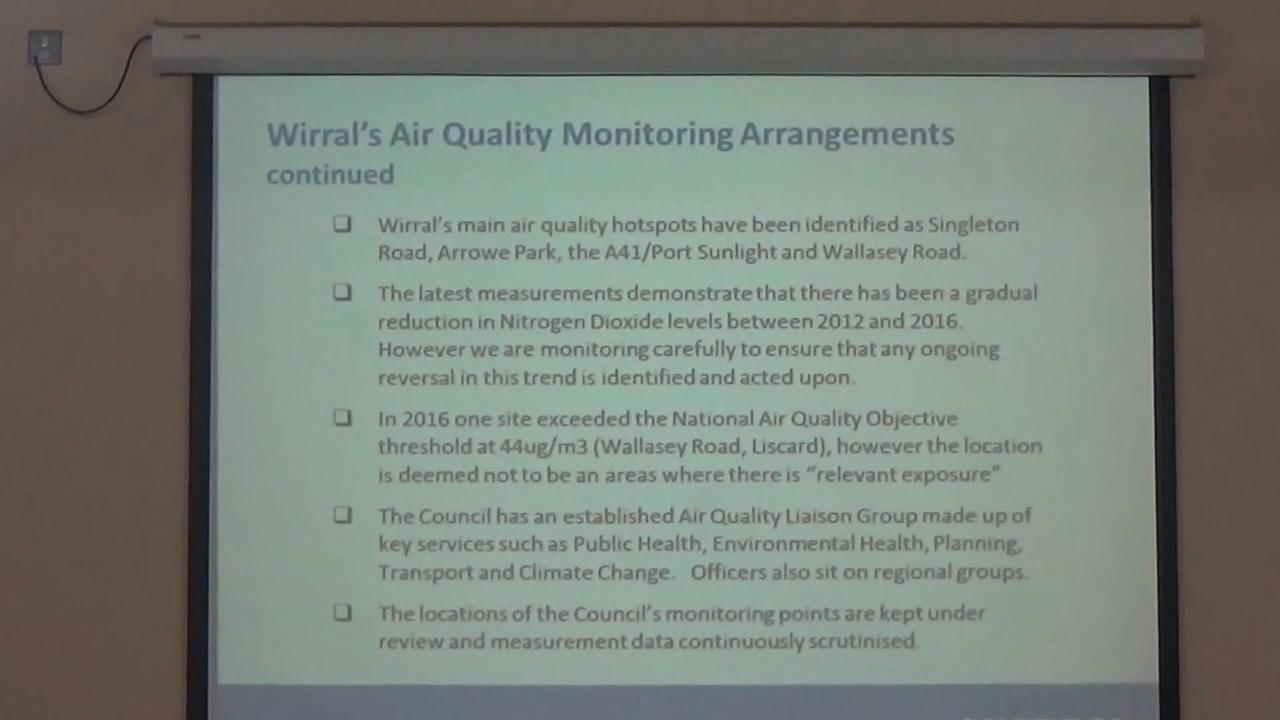 Wirral's Air Quality Monitoring Arrangements
continued
❑ Wirral's main air quality hotspots have been identified as Singleton
Road, Arrowe Park, the A41/Port Sunlight and Wallasey Road.
❑ The latest measurements demonstrate that there has been a gradual
reduction in Nitrogen Dioxide levels between 2012 and 2016.
However we are monitoring carefully to ensure that any ongoing
reversal in this trend is identified and acted upon.
❑ In 2016 one site exceeded the National Air Quality Objective
threshold at 44ug/m3 (Wallasey Road, Liscard), however the location
is deemed not to be an areas where there is "relevant exposure"
❑ The Council has an established Air Quality Liaison Group made up of
key services such as Public Health, Environmental Health, Planning,
Transport and Climate Change. Officers also sit on regional groups.
❑ The locations of the Council's monitoring points are kept under
review and measurement data continuously scrutinised.